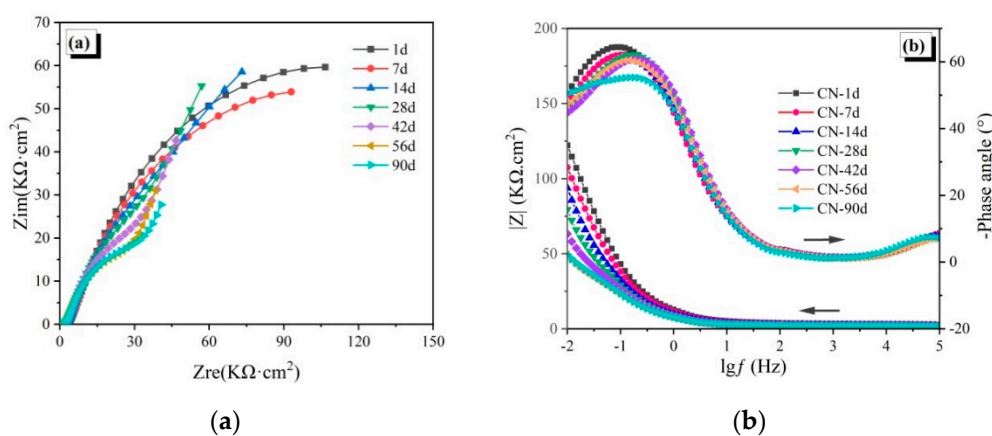 (a)
70
60
50
40
30
20
10
0
0 30 60 90 120 150
Zim(KΩ·cm²)
Zre(KΩ·cm²)
1d
7d
14d
28d
42d
56d
90d
(a)
(b)
200
150
100
50
0
-2 -1 0 1 2 3 4 5
|Z| (KΩ.cm²)
lgf (Hz)
70
60
40
20
0
-20
-Phase angle (°)
CN-1d
CN-7d
CN-14d
CN-28d
CN-42d
CN-56d
CN-90d
(b)